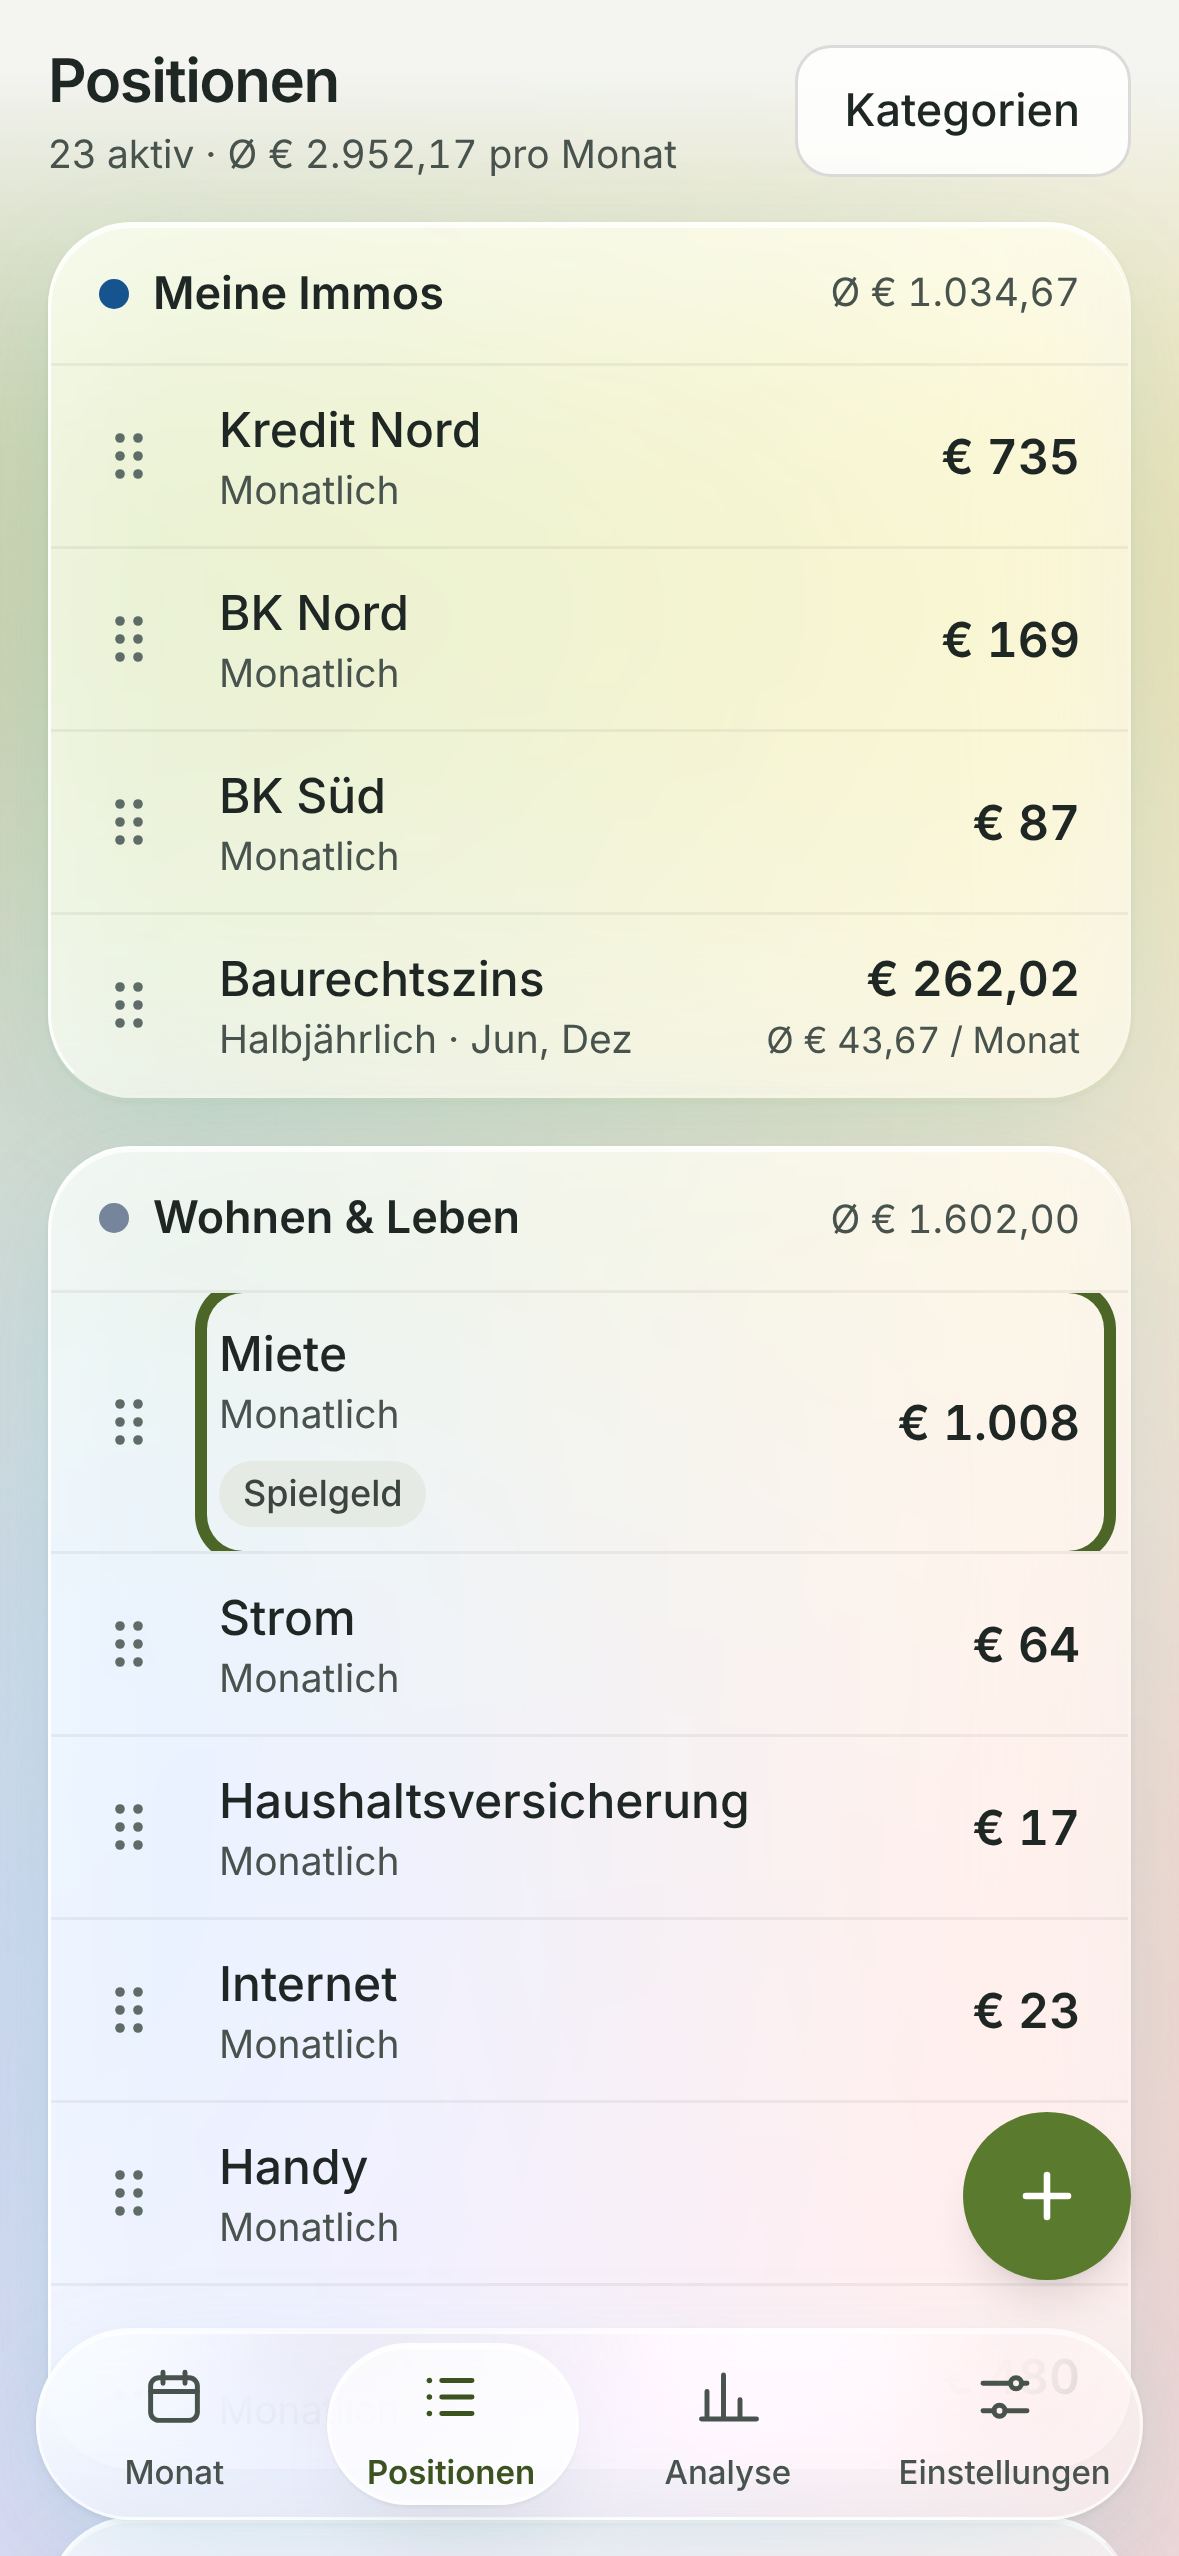 Positionen
Kategorien
23 aktiv · Ø € 2.952,17 pro Monat
Meine Immos Ø € 1.034,67
Kredit Nord
Monatlich
€ 735
BK Nord
Monatlich
€ 169
BK Süd
Monatlich
€ 87
Baurechtszins € 262,02
Halbjährlich · Jun, Dez Ø € 43,67 / Monat
Wohnen & Leben Ø € 1.602,00
Miete
Monatlich
€ 1.008
Spielgeld
Strom
Monatlich
€ 64
Haushaltsversicherung
Monatlich
€ 17
Internet
Monatlich
€ 23
Handy
Monatlich
Monat Positionen Analyse Einstellungen